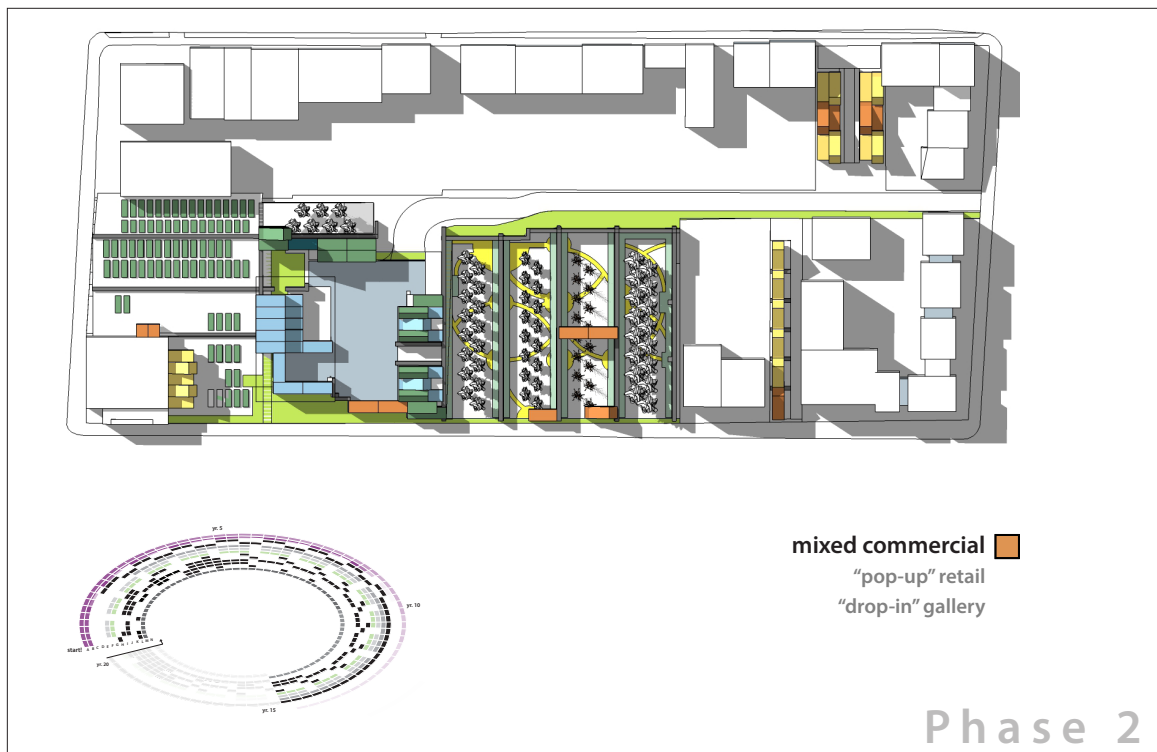 yr. 5
yr. 10
start!
yr. 20
yr. 15
mixed commercial
“pop-up” retail
“drop-in” gallery
Phase 2